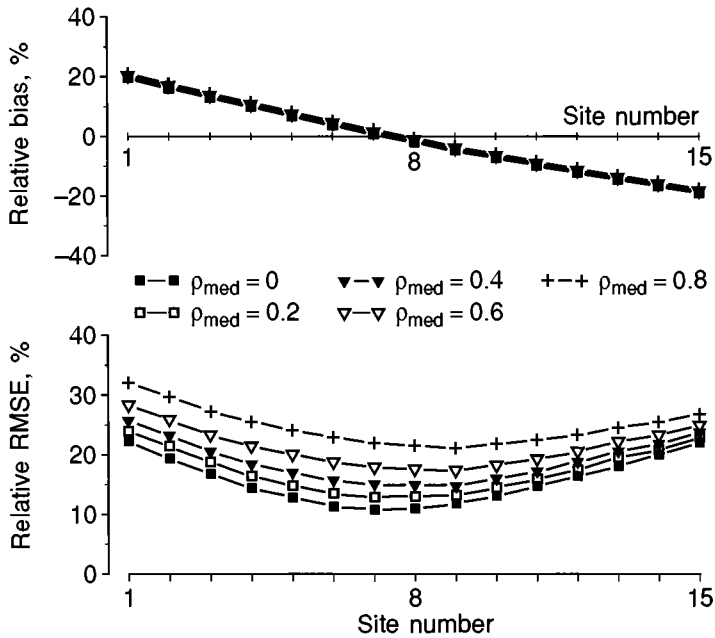 Relative bias, %
40
20
0
−20
−40
Site number
1
8
15
ρmed = 0
ρmed = 0.4
ρmed = 0.8
ρmed = 0.2
ρmed = 0.6
Relative RMSE, %
40
30
20
10
0
1
8
15
Site number